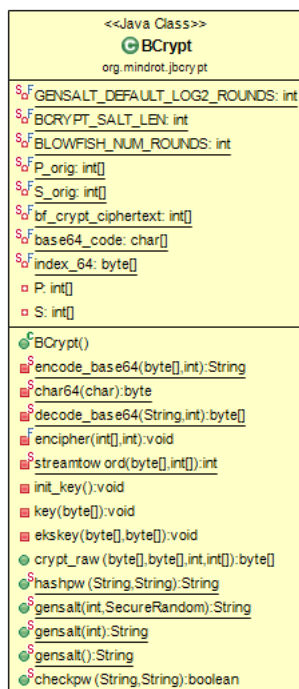 <<Java Class>>
BCrypt
org.mindrot.jbcrypt
GENSALT_DEFAULT_LOG2_ROUNDS: int
BCRYPT_SALT_LEN: int
BLOWFISH_NUM_ROUNDS: int
P_orig: int[]
S_orig: int[]
bf_crypt_ciphertext: int[]
base64_code: char[]
index_64: byte[]
P: int[]
S: int[]
BCrypt()
encode_base64(byte[],int):String
char64(char):byte
decode_base64(String,int):byte[]
encipher(int[],int):void
streamtoword(byte[],int[]):int
init_key():void
key(byte[]):void
ekskey(byte[],byte[]):void
crypt_raw(byte[],byte[],int,int[]):byte[]
hashpw(String,String):String
gensalt(int,SecureRandom):String
gensalt(int):String
gensalt():String
checkpw(String,String):boolean